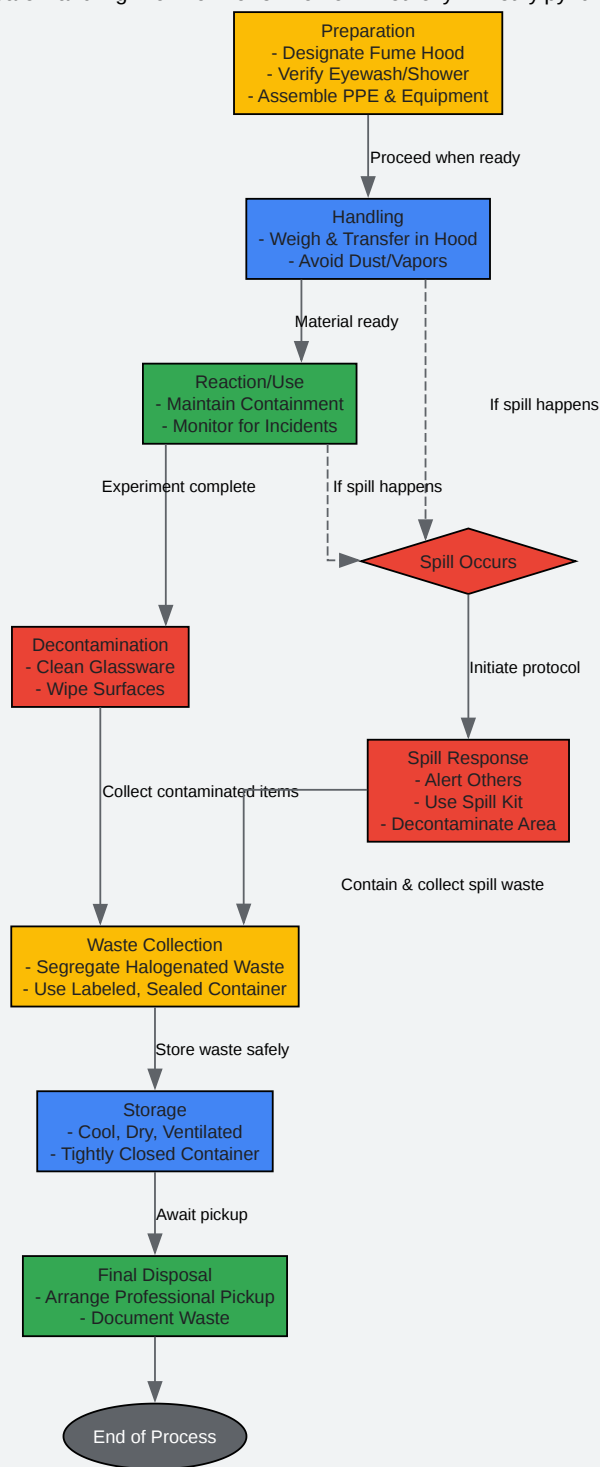 Preparation
- Designate Fume Hood
- Verify Eyewash/Shower
- Assemble PPE & Equipment
Proceed when ready
Handling
- Weigh & Transfer in Hood
- Avoid Dust/Vapors
Material ready
Reaction/Use
- Maintain Containment
- Monitor for Incidents
If spill happens
Experiment complete
If spill happens
Spill Occurs
Decontamination
- Clean Glassware
- Wipe Surfaces
Initiate protocol
Spill Response
- Alert Others
- Use Spill Kit
- Decontaminate Area
Collect contaminated items
Contain & collect spill waste
Waste Collection
- Segregate Halogenated Waste
- Use Labeled, Sealed Container
Store waste safely
Storage
- Cool, Dry, Ventilated
- Tightly Closed Container
Await pickup
Final Disposal
- Arrange Professional Pickup
- Document Waste
End of Process